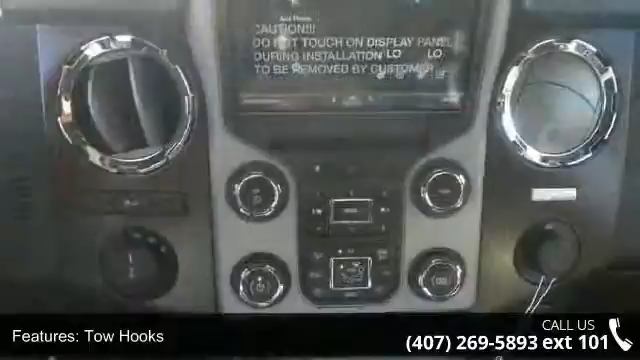 CAUTION!!!
DO NOT TOUCH ON DISPLAY PANEL
DURING INSTALLATION
LO LO
TO BE REMOVED BY CUSTOMER
Features: Tow Hooks
CALL US
(407) 269-5893 ext 101